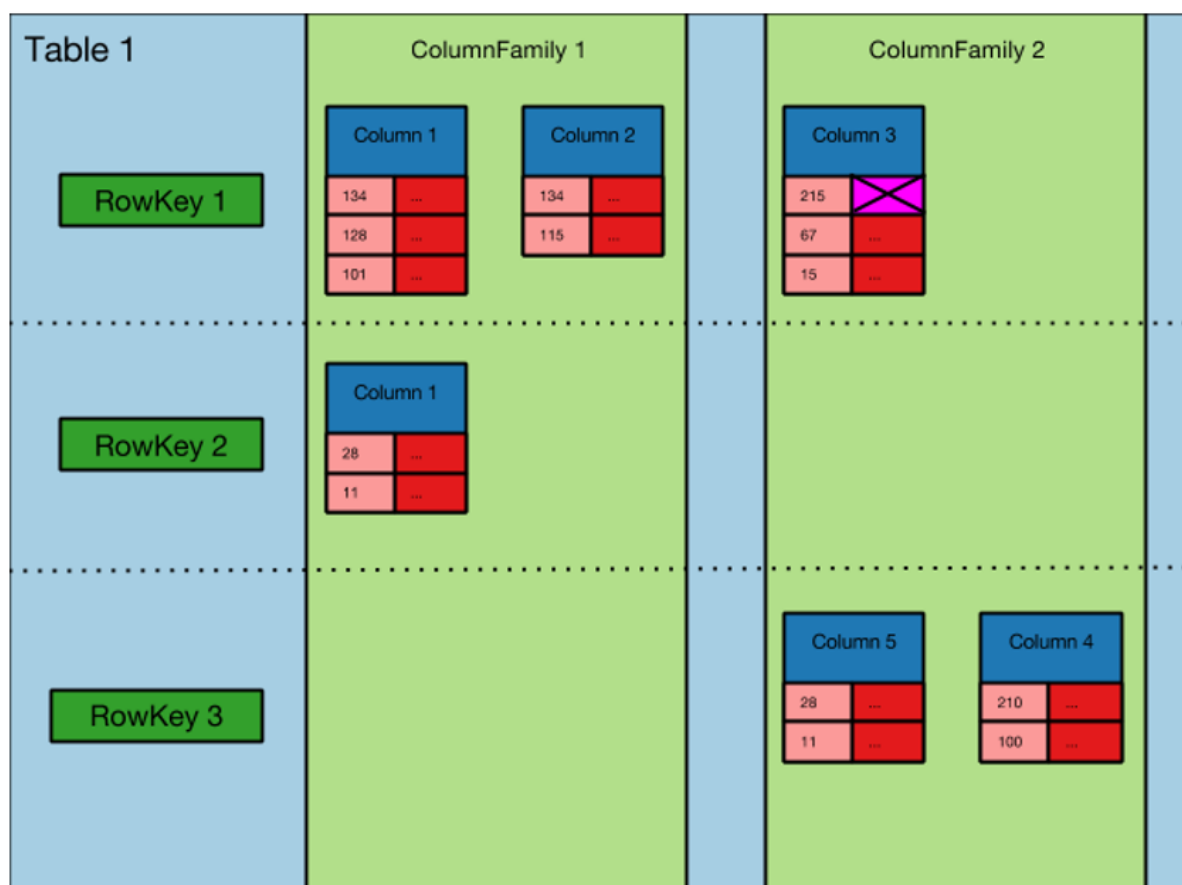 Table 1
ColumnFamily 1
ColumnFamily 2
RowKey 1
Column 1
134 ...
128 ...
101 ...
Column 2
134 ...
115 ...
Column 3
215
67 ...
15 ...
RowKey 2
Column 1
28 ...
11 ...
RowKey 3
Column 5
28 ...
11 ...
Column 4
210 ...
100 ...